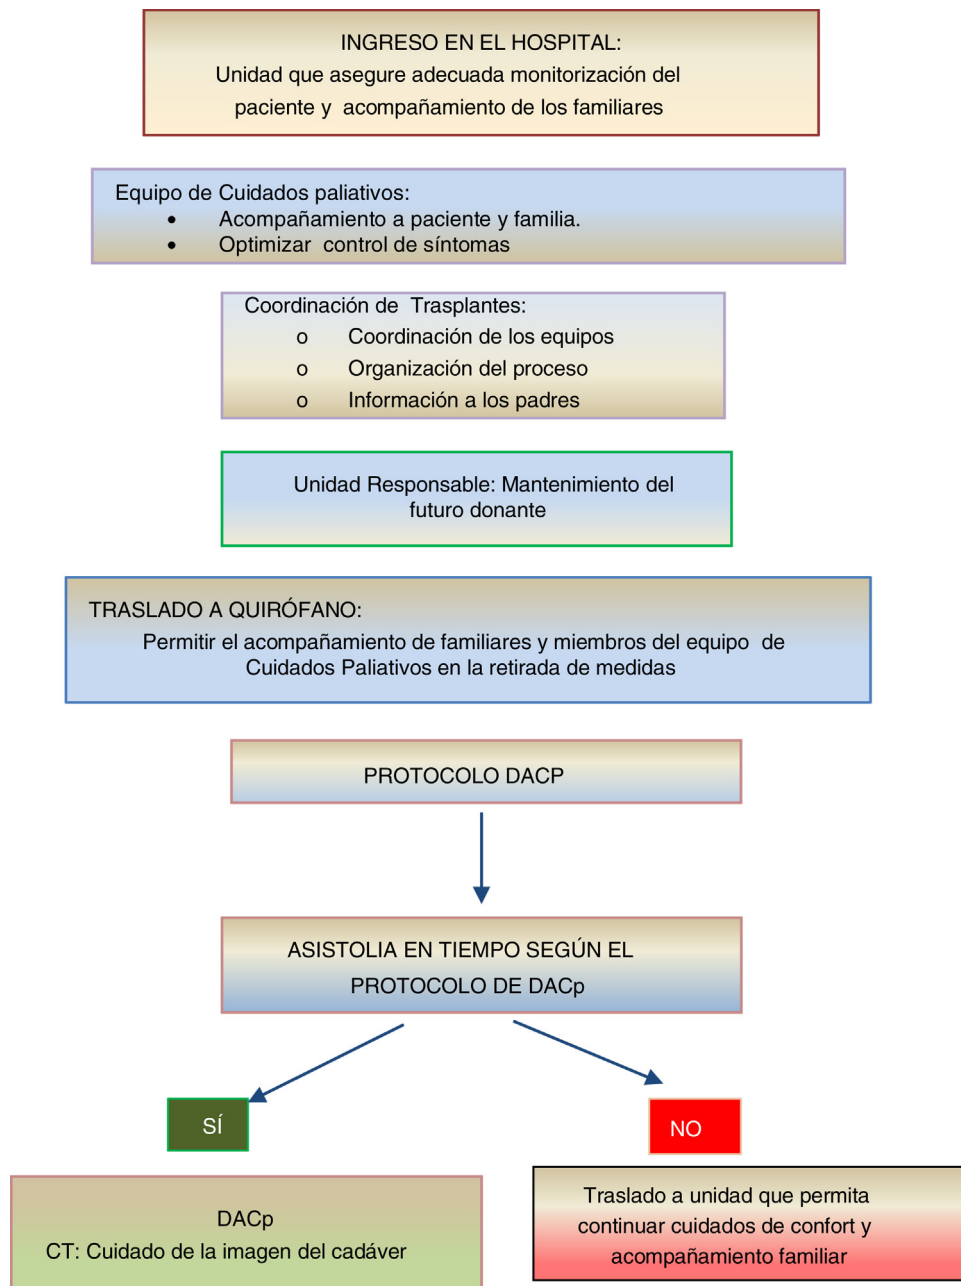 INGRESO EN EL HOSPITAL:
Unidad que asegure adecuada monitorización del
paciente y acompañamiento de los familiares
Equipo de Cuidados paliativos:
• Acompañamiento a paciente y familia.
• Optimizar control de síntomas
Coordinación de Trasplantes:
o Coordinación de los equipos
o Organización del proceso
o Información a los padres
Unidad Responsable: Mantenimiento del
futuro donante
TRASLADO A QUIRÓFANO:
Permitir el acompañamiento de familiares y miembros del equipo de
Cuidados Paliativos en la retirada de medidas
PROTOCOLO DACP
ASISTOLIA EN TIEMPO SEGÚN EL
PROTOCOLO DE DACp
SÍ
NO
DACp
CT: Cuidado de la imagen del cadáver
Traslado a unidad que permita
continuar cuidados de confort y
acompañamiento familiar